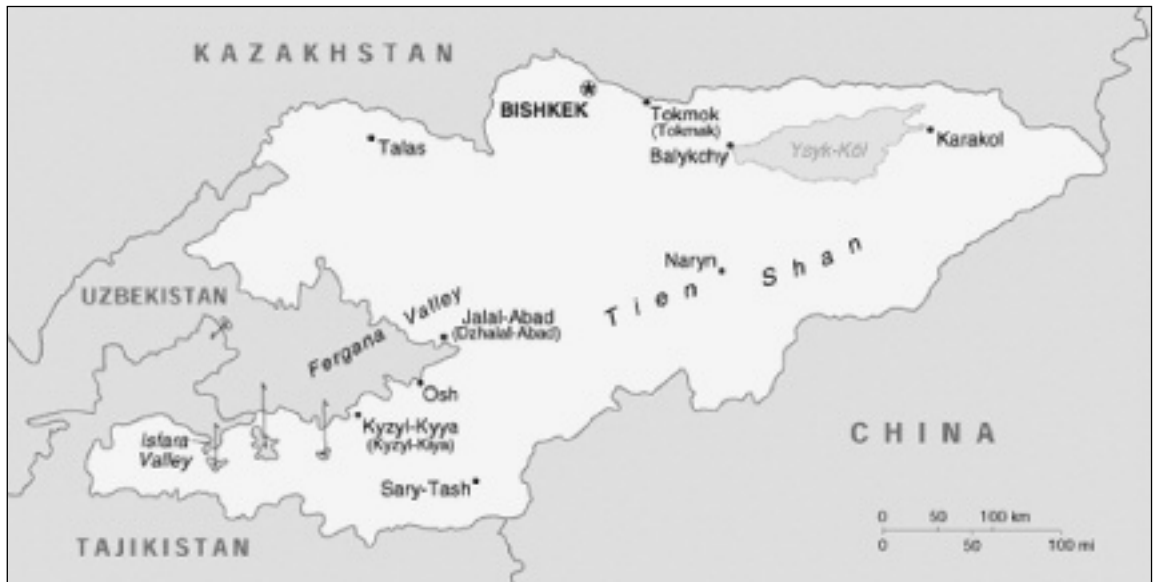 KAZAKHSTAN
BISHKEK
Tokmok
(Tokmak)
Talas
Balykchy
Ysyk-Köl
Karakol
Naryn
Tien Shan
UZBEKISTAN
Fergana Valley
Jalal-Abad
(Dzhalal-Abad)
Osh
Kyzyl-Kyya
(Kyzyl-Kiya)
Isfara
Valley
CHINA
Sary-Tash
TAJIKISTAN
0 50 100 km
0 50 100 mi